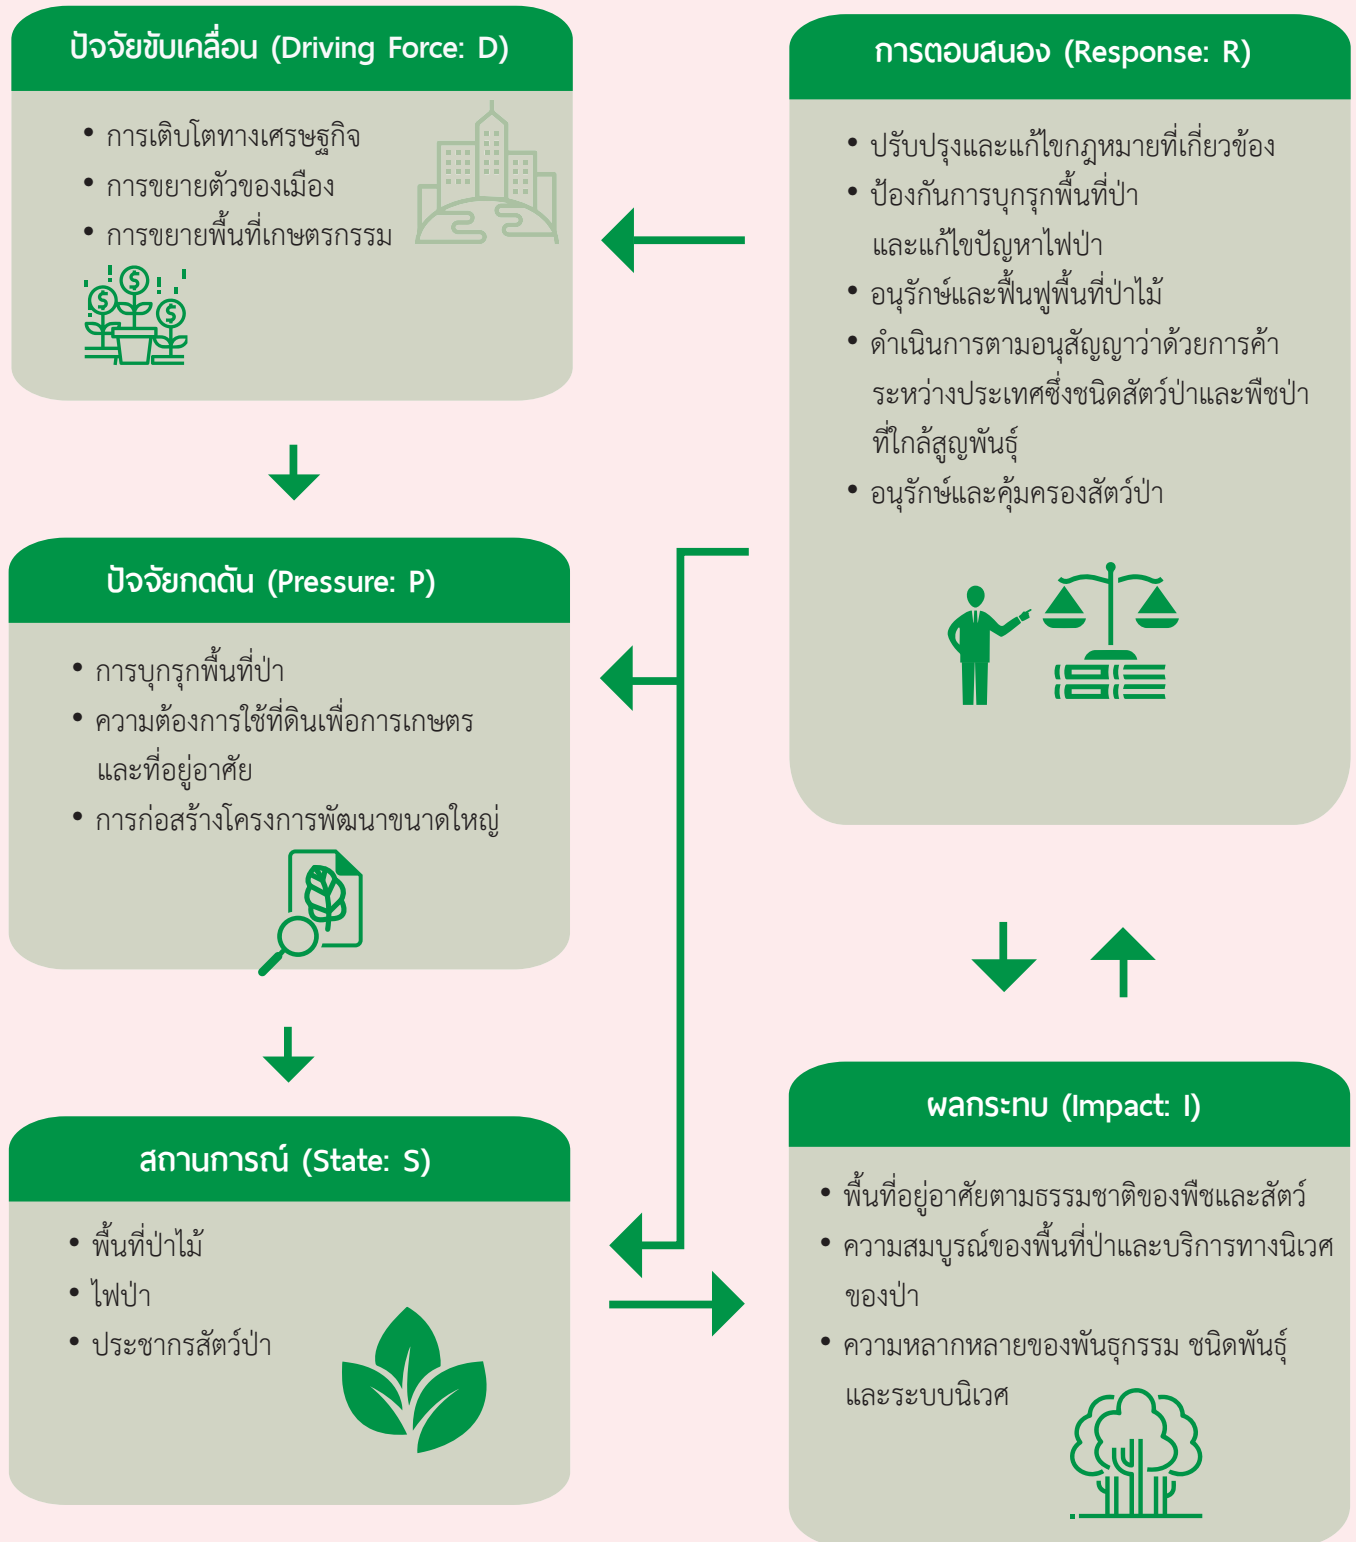 ปัจจัยขับเคลื่อน (Driving Force: D)
• การเติบโตทางเศรษฐกิจ
• การขยายตัวของเมือง
• การขยายพื้นที่เกษตรกรรม
ปัจจัยกดดัน (Pressure: P)
• การบุกรุกพื้นที่ป่า
• ความต้องการใช้ที่ดินเพื่อการเกษตร
และที่อยู่อาศัย
• การก่อสร้างโครงการพัฒนาขนาดใหญ่
สถานการณ์ (State: S)
• พื้นที่ป่าไม้
• ไฟป่า
• ประชากรสัตว์ป่า
การตอบสนอง (Response: R)
• ปรับปรุงและแก้ไขกฎหมายที่เกี่ยวข้อง
• ป้องกันการบุกรุกพื้นที่ป่า
และแก้ไขปัญหาไฟป่า
• อนุรักษ์และฟื้นฟูพื้นที่ป่าไม้
• ดำเนินการตามอนุสัญญาว่าด้วยการค้า
ระหว่างประเทศซึ่งชนิดสัตว์ป่าและพืชป่า
ที่ใกล้สูญพันธุ์
• อนุรักษ์และคุ้มครองสัตว์ป่า
ผลกระทบ (Impact: I)
• พื้นที่อยู่อาศัยตามธรรมชาติของพืชและสัตว์
• ความสมบูรณ์ของพื้นที่ป่าและบริการทางนิเวศ
ของป่า
• ความหลากหลายของพันธุกรรม ชนิดพันธุ์
และระบบนิเวศ